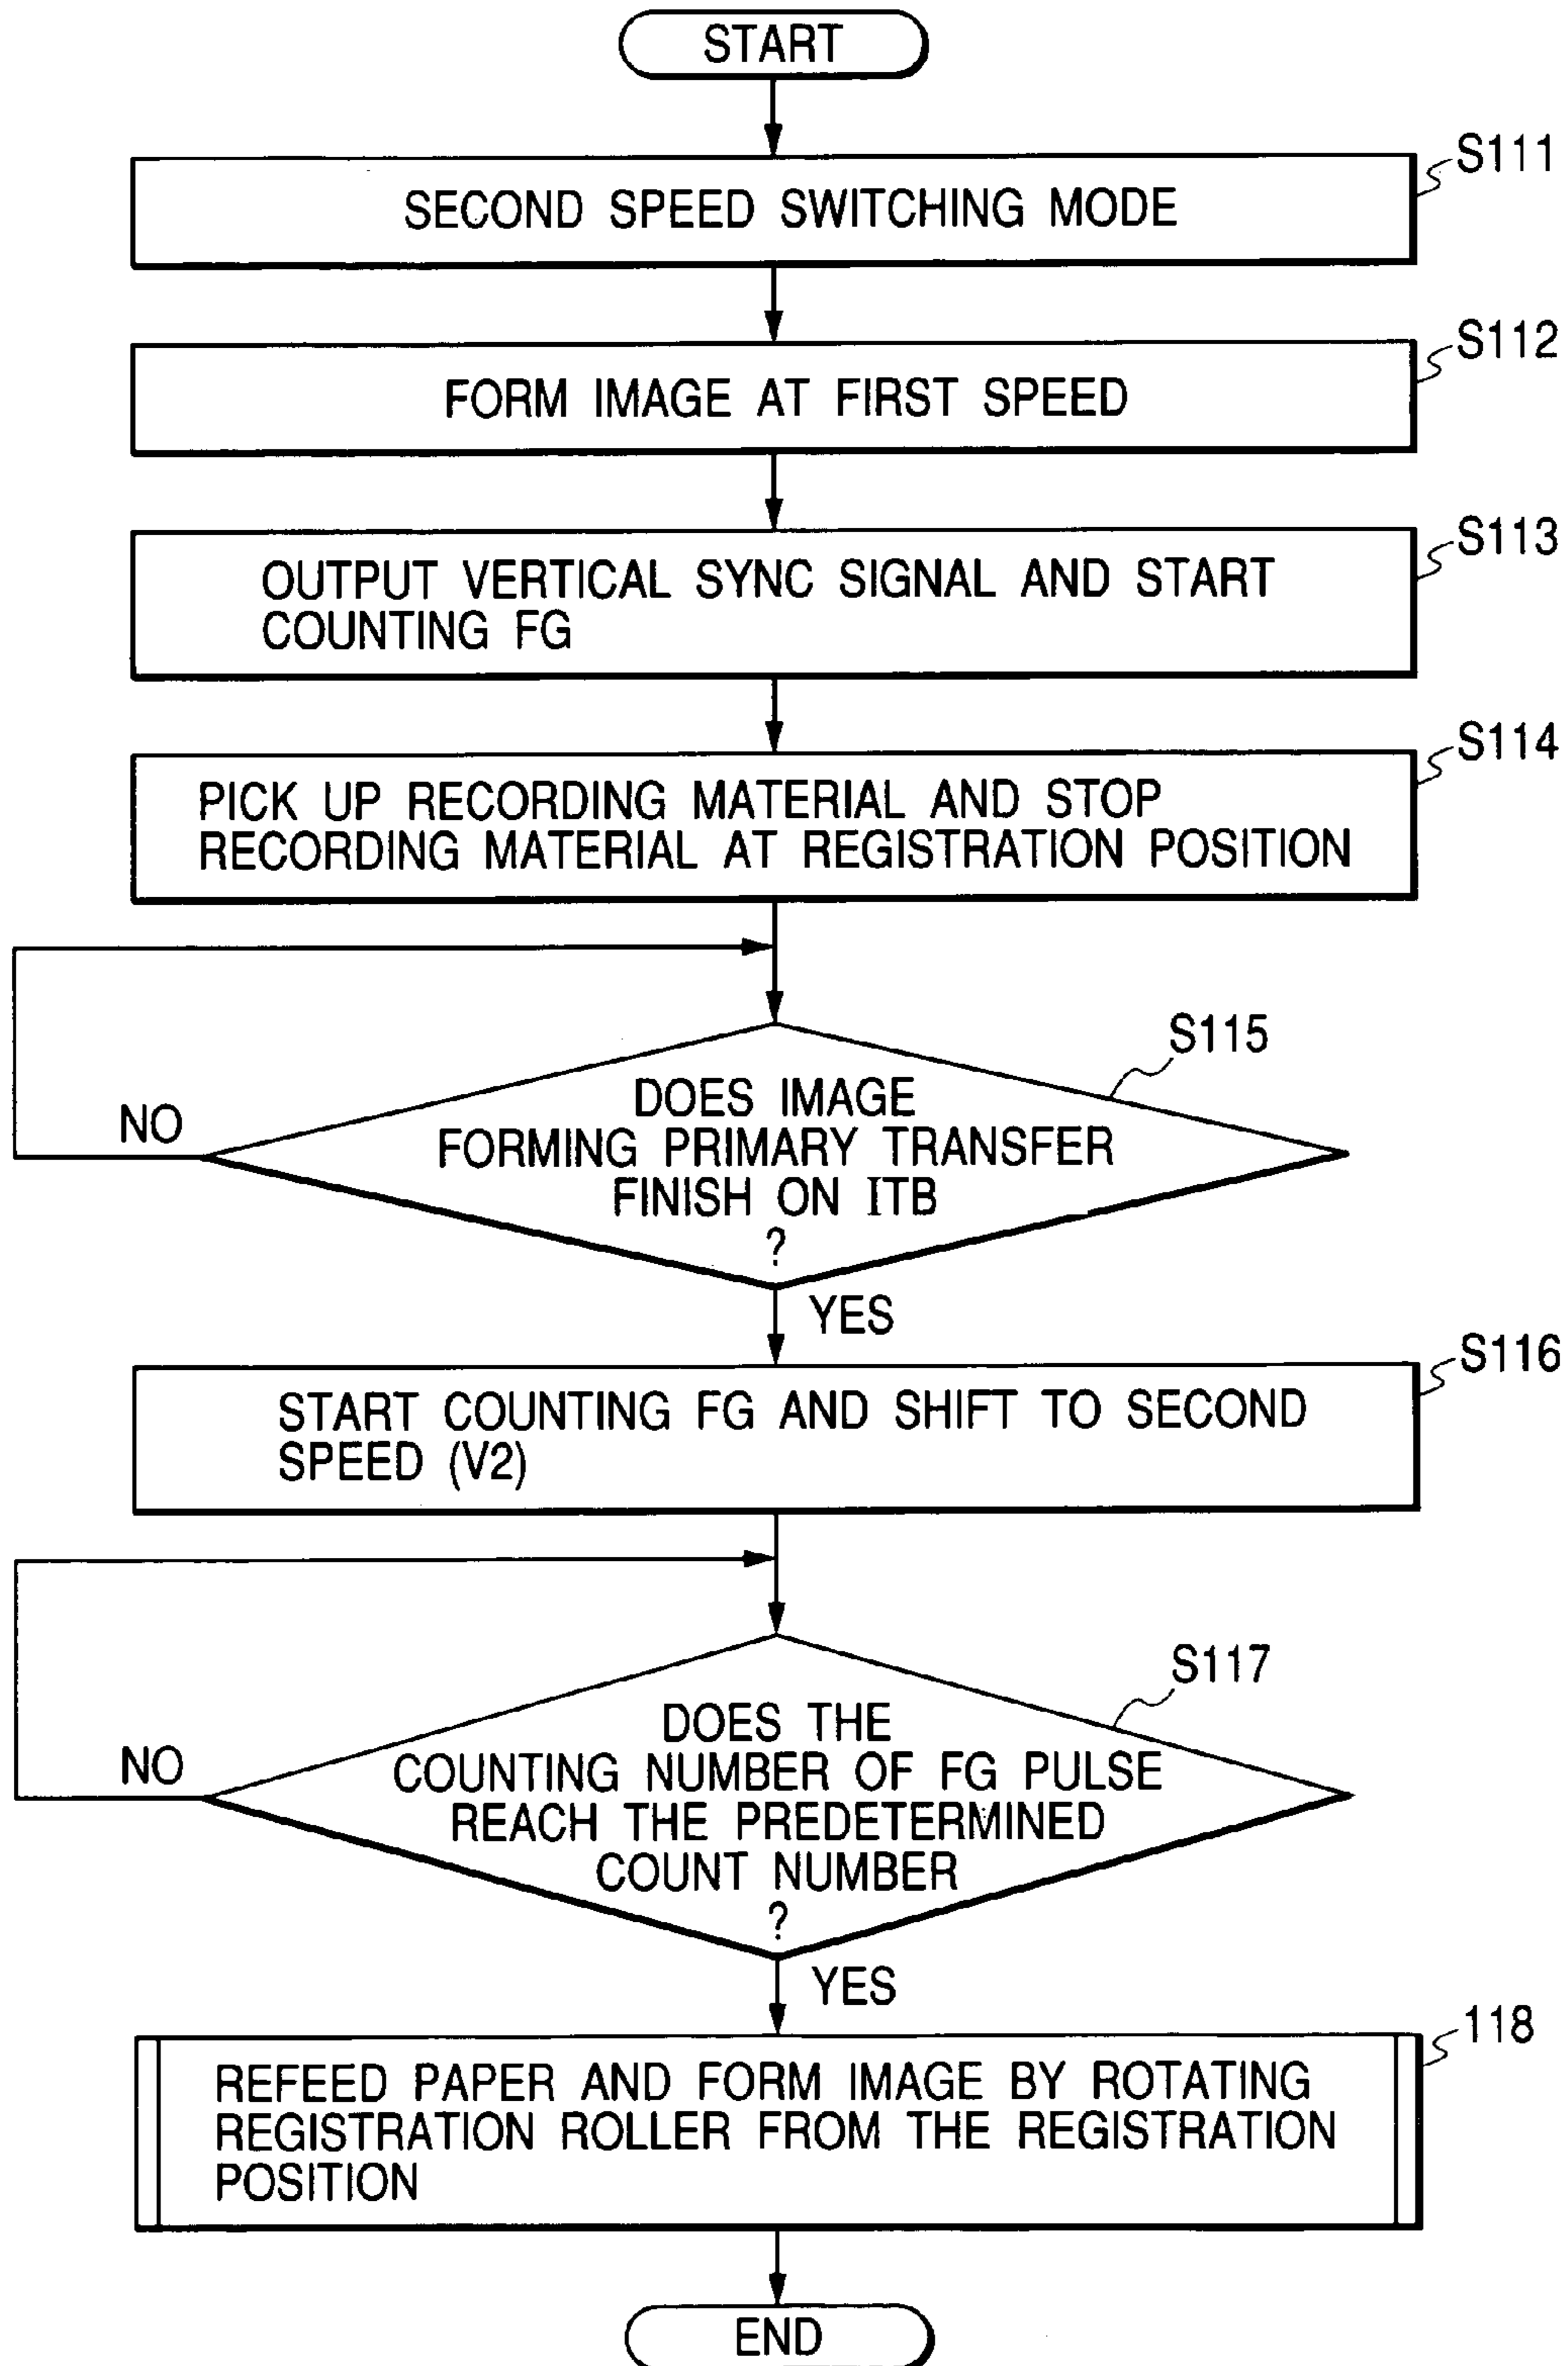 START
S111
SECOND SPEED SWITCHING MODE
S112
FORM IMAGE AT FIRST SPEED
S113
OUTPUT VERTICAL SYNC SIGNAL AND START
COUNTING FG
S114
PICK UP RECORDING MATERIAL AND STOP
RECORDING MATERIAL AT REGISTRATION POSITION
S115
DOES IMAGE
FORMING PRIMARY TRANSFER
FINISH ON ITB
?
NO
YES
S116
START COUNTING FG AND SHIFT TO SECOND
SPEED (V2)
S117
DOES THE
COUNTING NUMBER OF FG PULSE
REACH THE PREDETERMINED
COUNT NUMBER
?
NO
YES
118
REFEED PAPER AND FORM IMAGE BY ROTATING
REGISTRATION ROLLER FROM THE REGISTRATION
POSITION
END